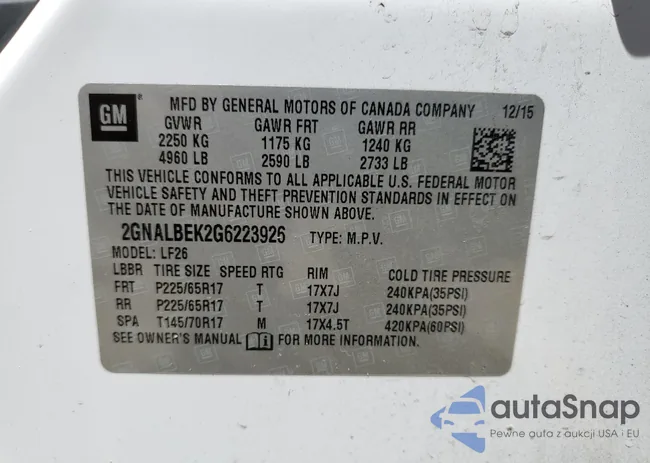 GM
MFD BY GENERAL MOTORS OF CANADA COMPANY 12/15
GVWR GAWR FRT GAWR RR
2250 KG 1175 KG 1240 KG
4960 LB 2590 LB 2733 LB
THIS VEHICLE CONFORMS TO ALL APPLICABLE U.S. FEDERAL MOTOR
VEHICLE SAFETY AND THEFT PREVENTION STANDARDS IN EFFECT ON
THE DATE OF MANUFACTURE SHOWN ABOVE.
2GNALBEK2G6223925 TYPE: M.P.V.
MODEL: LF26
LBBR TIRE SIZE SPEED RTG RIM COLD TIRE PRESSURE
FRT P225/65R17 T 17X7J 240KPA(35PSI)
RR P225/65R17 T 17X7J 240KPA(35PSI)
SPA T145/70R17 M 17X4.5T 420KPA(60PSI)
SEE OWNER'S MANUAL FOR MORE INFORMATION.
autaSnap
Pewne auta z aukcji USA i EU